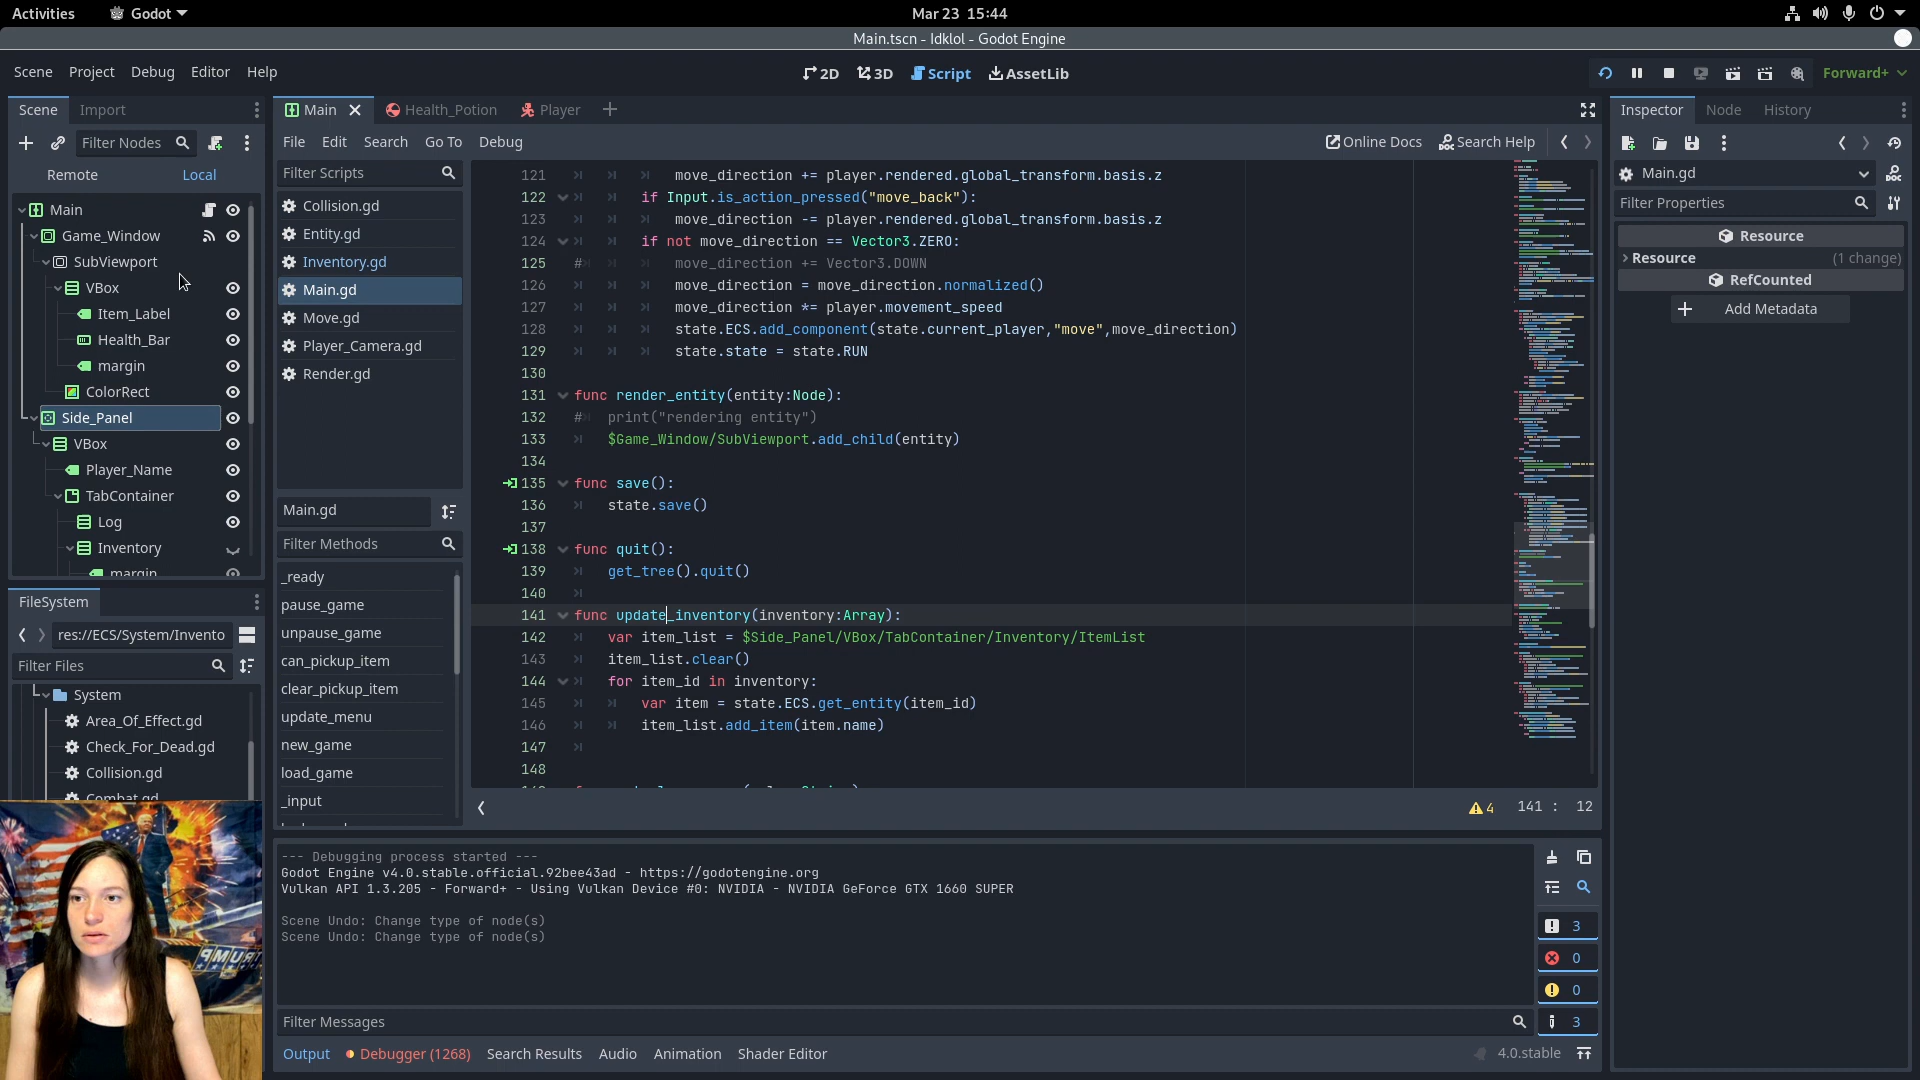 Activities
Godot
Mar 23 15:44
Main.tscn - Idklol - Godot Engine
Scene Project Debug Editor Help
2D 3D Script AssetLib
Forward+
Scene Import
Filter Nodes
Remote Local
Main
Game_Window
SubViewport
VBox
Item_Label
Health_Bar
margin
ColorRect
Side_Panel
VBox
Player_Name
TabContainer
Log
Inventory
margin
FileSystem
res://ECS/System/Invento
Filter Files
System
Area_Of_Effect.gd
Check_For_Dead.gd
Collision.gd
Combat.gd
Main Health_Potion Player
File Edit Search Go To Debug
Online Docs Search Help
Filter Scripts
Collision.gd
Entity.gd
Inventory.gd
Main.gd
Move.gd
Player_Camera.gd
Render.gd
Main.gd
Filter Methods
_ready
pause_game
unpause_game
can_pickup_item
clear_pickup_item
update_menu
new_game
load_game
_input
121 move_direction += player.rendered.global_transform.basis.z
122 if Input.is_action_pressed("move_back"):
123 move_direction -= player.rendered.global_transform.basis.z
124 if not move_direction == Vector3.ZERO:
125 # move_direction += Vector3.DOWN
126 move_direction = move_direction.normalized()
127 move_direction *= player.movement_speed
128 state.ECS.add_component(state.current_player,"move",move_direction)
129 state.state = state.RUN
130
131 func render_entity(entity:Node):
132 # print("rendering entity")
133 $Game_Window/SubViewport.add_child(entity)
134
135 func save():
136 state.save()
137
138 func quit():
139 get_tree().quit()
140
141 func update_inventory(inventory:Array):
142 var item_list = $Side_Panel/VBox/TabContainer/Inventory/ItemList
143 item_list.clear()
144 for item_id in inventory:
145 var item = state.ECS.get_entity(item_id)
146 item_list.add_item(item.name)
147
148
4 141 : 12
--- Debugging process started ---
Godot Engine v4.0.stable.official.92bee43ad - https://godotengine.org
Vulkan API 1.3.205 - Forward+ - Using Vulkan Device #0: NVIDIA - NVIDIA GeForce GTX 1660 SUPER
Scene Undo: Change type of node(s)
Scene Undo: Change type of node(s)
3
0
0
3
Filter Messages
Output Debugger (1268) Search Results Audio Animation Shader Editor
4.0.stable
Inspector Node History
Main.gd
Filter Properties
Resource
Resource (1 change)
RefCounted
Add Metadata
TRUMP